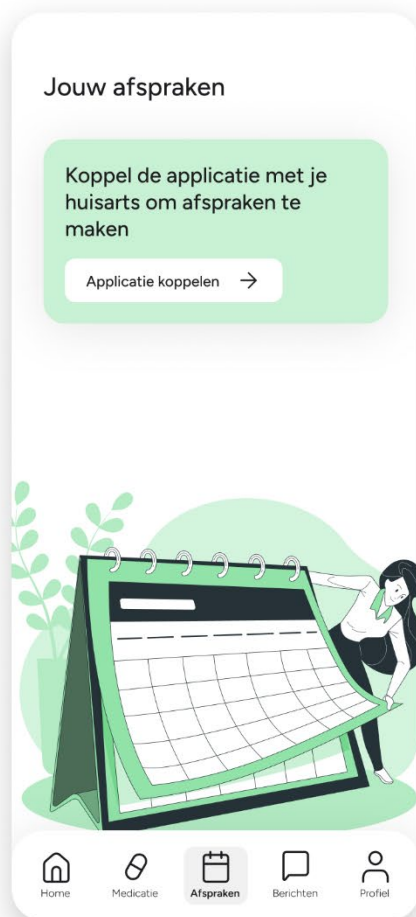 Jouw afspraken
Koppel de applicatie met je
huisarts om afspraken te
maken
Applicatie koppelen
Home
Medicatie
Afspraken
Berichten
Profiel